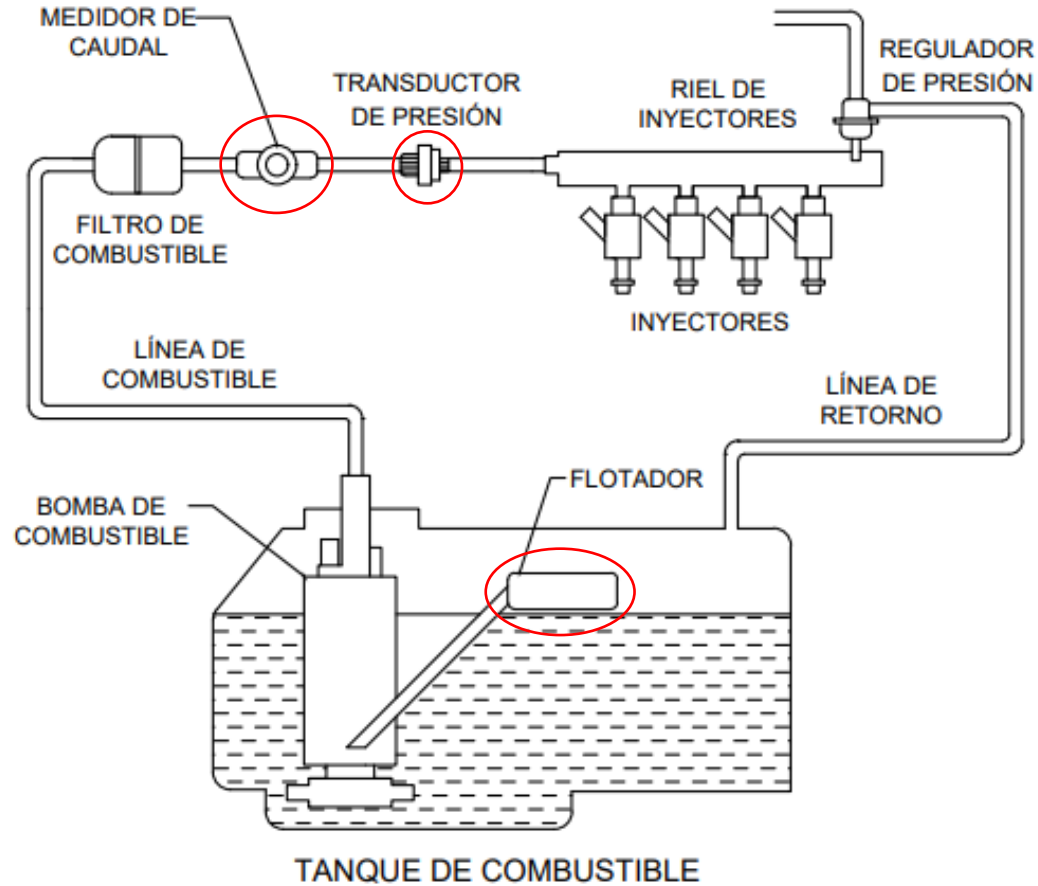 MEDIDOR DE
CAUDAL
TRANSDUCTOR
DE PRESIÓN
RIEL DE
INYECTORES
REGULADOR
DE PRESIÓN
FILTRO DE
COMBUSTIBLE
INYECTORES
LÍNEA DE
COMBUSTIBLE
LÍNEA DE
RETORNO
FLOTADOR
BOMBA DE
COMBUSTIBLE
TANQUE DE COMBUSTIBLE